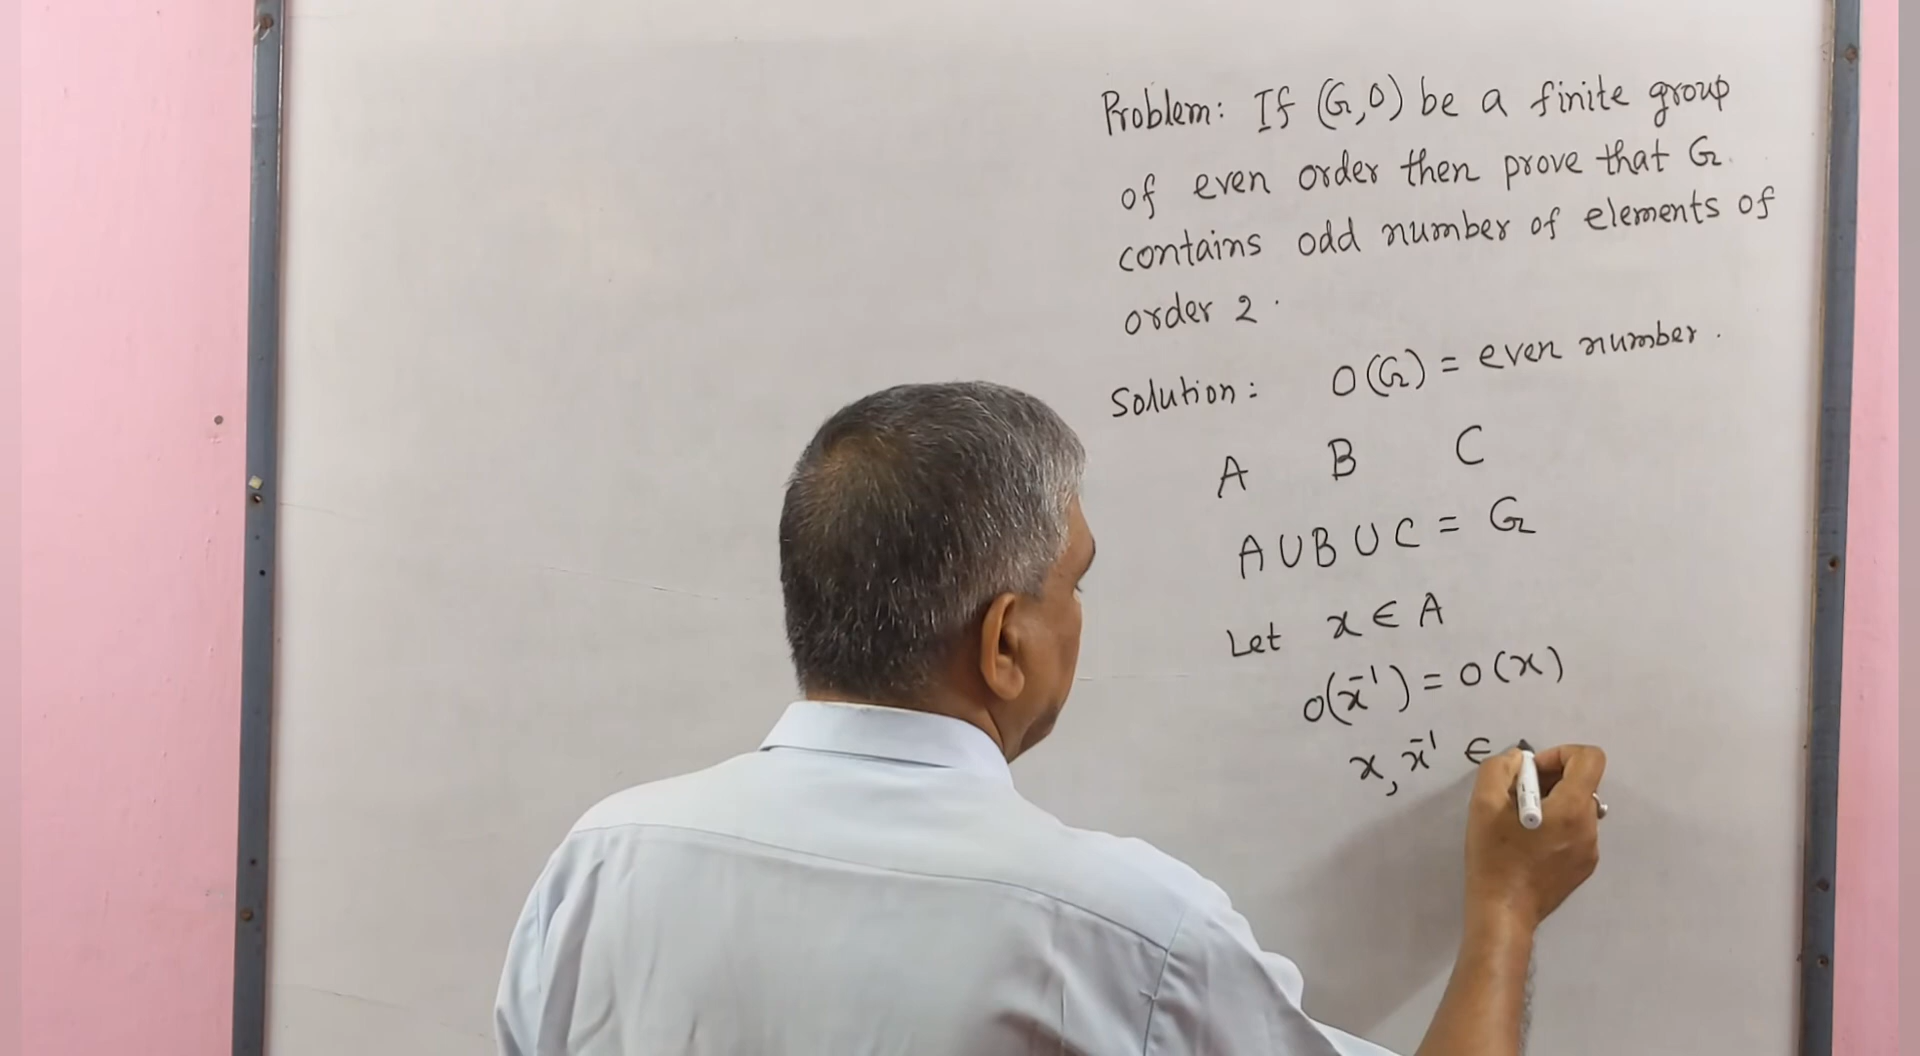 Problem: If (G,O) be a finite group
of even order then prove that G
contains odd number of elements of
order 2.
Solution: O(G) = even number.
A B C
A ∪ B ∪ C = G
Let x ∈ A
O(x⁻¹) = O(x)
x, x⁻¹ ∈